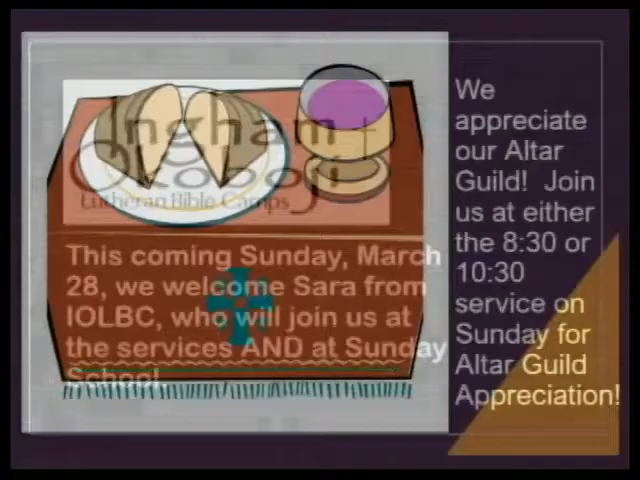 Ingham +
Okoboji
Lutheran Bible Camps
This coming Sunday, March
28, we welcome Sara from
IOLBC, who will join us at
the services AND at Sunday
School.
We
appreciate
our Altar
Guild! Join
us at either
the 8:30 or
10:30
service on
Sunday for
Altar Guild
Appreciation!